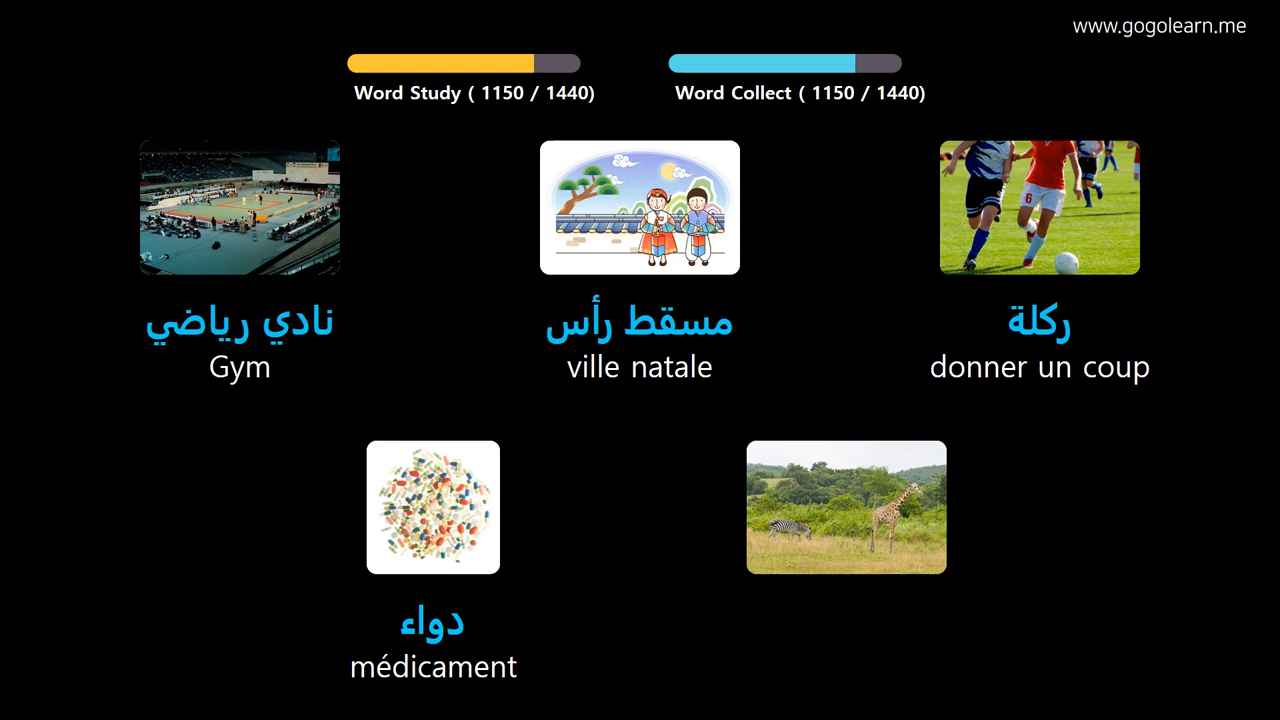 www.gogolearn.me
Word Study ( 1150 / 1440)
Word Collect ( 1150 / 1440)
نادي رياضي
Gym
مسقط رأس
ville natale
ركلة
donner un coup
دواء
médicament